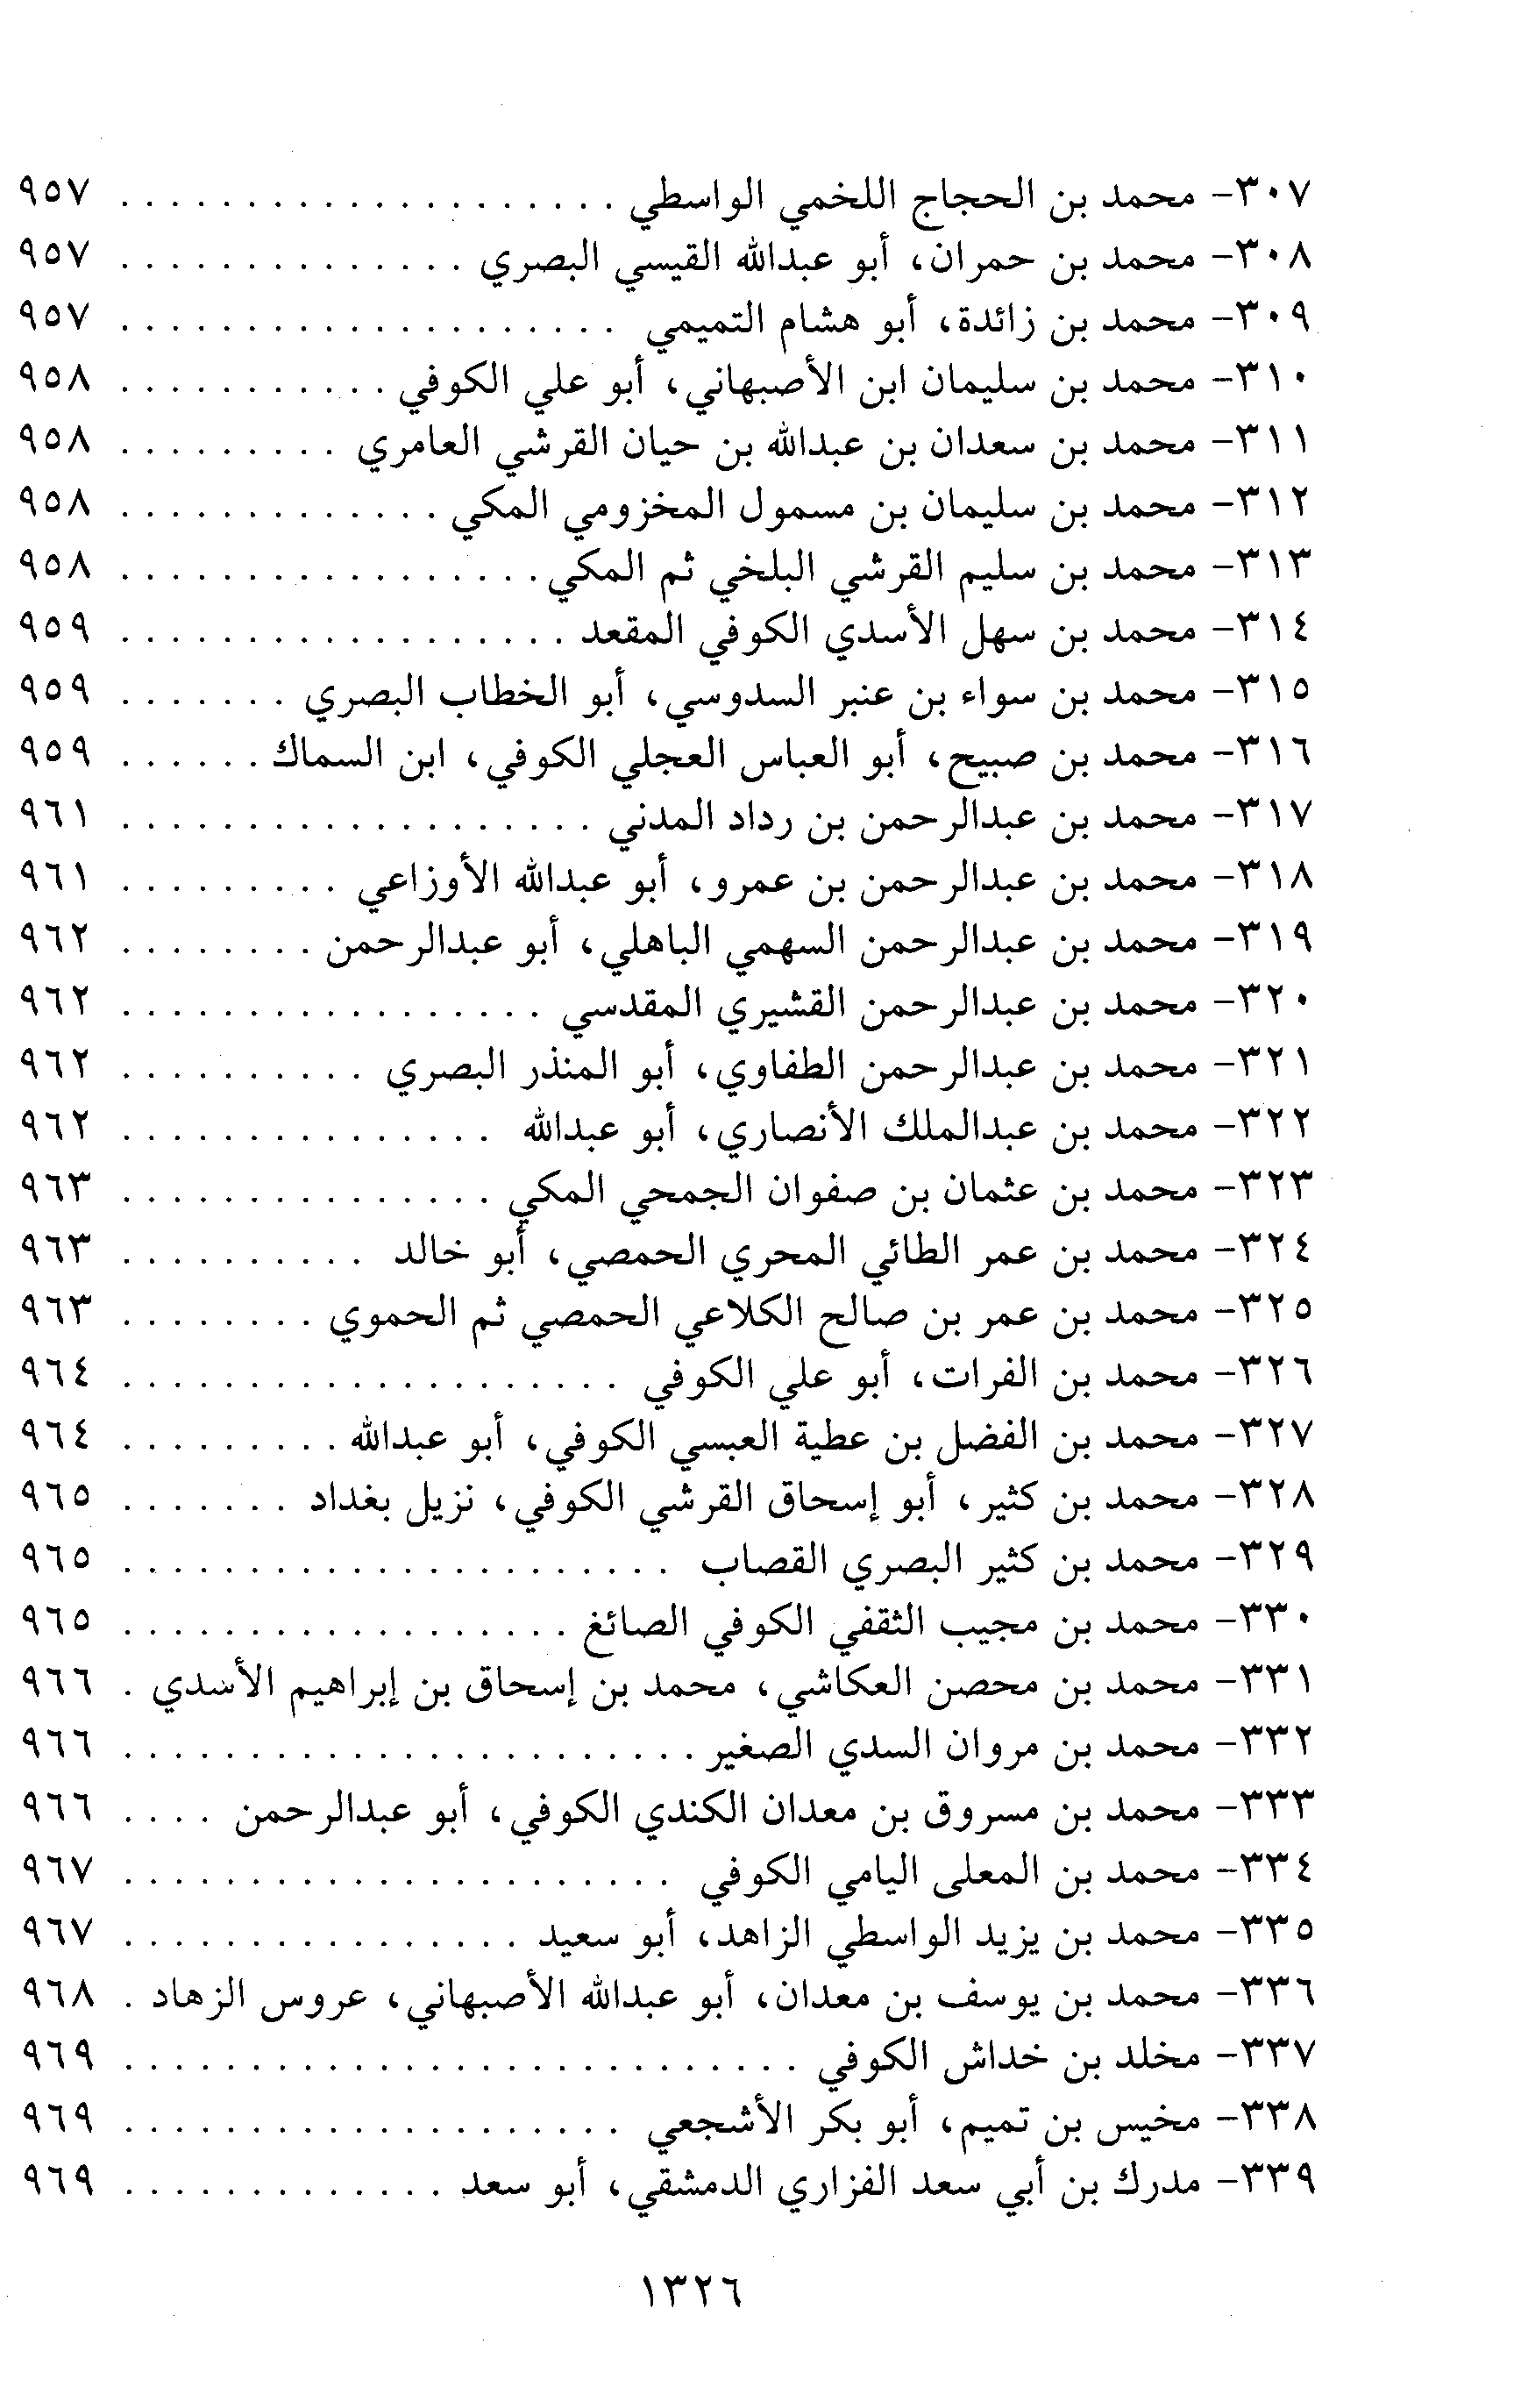 ٣٠٧- محمد بن الحجاج اللخمي الواسطي . . . . . . . . . . . . . . . . . . . . ٩٥٧
٣٠٨- محمد بن حمران، أبو عبدالله القيسي البصري . . . . . . . . . . . . . . ٩٥٧
٣٠٩- محمد بن زائدة، أبو هشام التميمي . . . . . . . . . . . . . . . . . . . . ٩٥٧
٣١٠- محمد بن سليمان ابن الأصبهاني، أبو علي الكوفي . . . . . . . . . . . ٩٥٨
٣١١- محمد بن سعدان بن عبدالله بن حيان القرشي العامري . . . . . . . . . ٩٥٨
٣١٢- محمد بن سليمان بن مسمول المخزومي المكي . . . . . . . . . . . . . ٩٥٨
٣١٣- محمد بن سليم القرشي البلخي ثم المكي . . . . . . . . . . . . . . . . . ٩٥٨
٣١٤- محمد بن سهل الأسدي الكوفي المقعد . . . . . . . . . . . . . . . . . . ٩٥٩
٣١٥- محمد بن سواء بن عنبر السدوسي، أبو الخطاب البصري . . . . . . . ٩٥٩
٣١٦- محمد بن صبيح، أبو العباس العجلي الكوفي، ابن السماك . . . . . . ٩٥٩
٣١٧- محمد بن عبدالرحمن بن رداد المدني . . . . . . . . . . . . . . . . . . . ٩٦١
٣١٨- محمد بن عبدالرحمن بن عمرو، أبو عبدالله الأوزاعي . . . . . . . . . ٩٦١
٣١٩- محمد بن عبدالرحمن السهمي الباهلي، أبو عبدالرحمن . . . . . . . . ٩٦٢
٣٢٠- محمد بن عبدالرحمن القشيري المقدسي . . . . . . . . . . . . . . . . . ٩٦٢
٣٢١- محمد بن عبدالرحمن الطفاوي، أبو المنذر البصري . . . . . . . . . . ٩٦٢
٣٢٢- محمد بن عبدالملك الأنصاري، أبو عبدالله . . . . . . . . . . . . . . . ٩٦٢
٣٢٣- محمد بن عثمان بن صفوان الجمحي المكي . . . . . . . . . . . . . . . ٩٦٣
٣٢٤- محمد بن عمر الطائي المحري الحمصي، أبو خالد . . . . . . . . . . ٩٦٣
٣٢٥- محمد بن عمر بن صالح الكلاعي الحمصي ثم الحموي . . . . . . . . ٩٦٣
٣٢٦- محمد بن الفرات، أبو علي الكوفي . . . . . . . . . . . . . . . . . . . . ٩٦٤
٣٢٧- محمد بن الفضل بن عطية العبسي الكوفي، أبو عبدالله . . . . . . . . . ٩٦٤
٣٢٨- محمد بن كثير، أبو إسحاق القرشي الكوفي، نزيل بغداد . . . . . . . ٩٦٥
٣٢٩- محمد بن كثير البصري القصاب . . . . . . . . . . . . . . . . . . . . . . ٩٦٥
٣٣٠- محمد بن مجيب الثقفي الكوفي الصائغ . . . . . . . . . . . . . . . . . . ٩٦٥
٣٣١- محمد بن محصن العكاشي، محمد بن إسحاق بن إبراهيم الأسدي . ٩٦٦
٣٣٢- محمد بن مروان السدي الصغير . . . . . . . . . . . . . . . . . . . . . . . ٩٦٦
٣٣٣- محمد بن مسروق بن معدان الكندي الكوفي، أبو عبدالرحمن . . . . ٩٦٦
٣٣٤- محمد بن المعلى اليامي الكوفي . . . . . . . . . . . . . . . . . . . . . . ٩٦٧
٣٣٥- محمد بن يزيد الواسطي الزاهد، أبو سعيد . . . . . . . . . . . . . . . . ٩٦٧
٣٣٦- محمد بن يوسف بن معدان، أبو عبدالله الأصبهاني، عروس الزهاد . ٩٦٨
٣٣٧- مخلد بن خداش الكوفي . . . . . . . . . . . . . . . . . . . . . . . . . . . ٩٦٩
٣٣٨- مخيس بن تميم، أبو بكر الأشجعي . . . . . . . . . . . . . . . . . . . . ٩٦٩
٣٣٩- مدرك بن أبي سعد الفزاري الدمشقي، أبو سعد . . . . . . . . . . . . . ٩٦٩
١٣٢٦